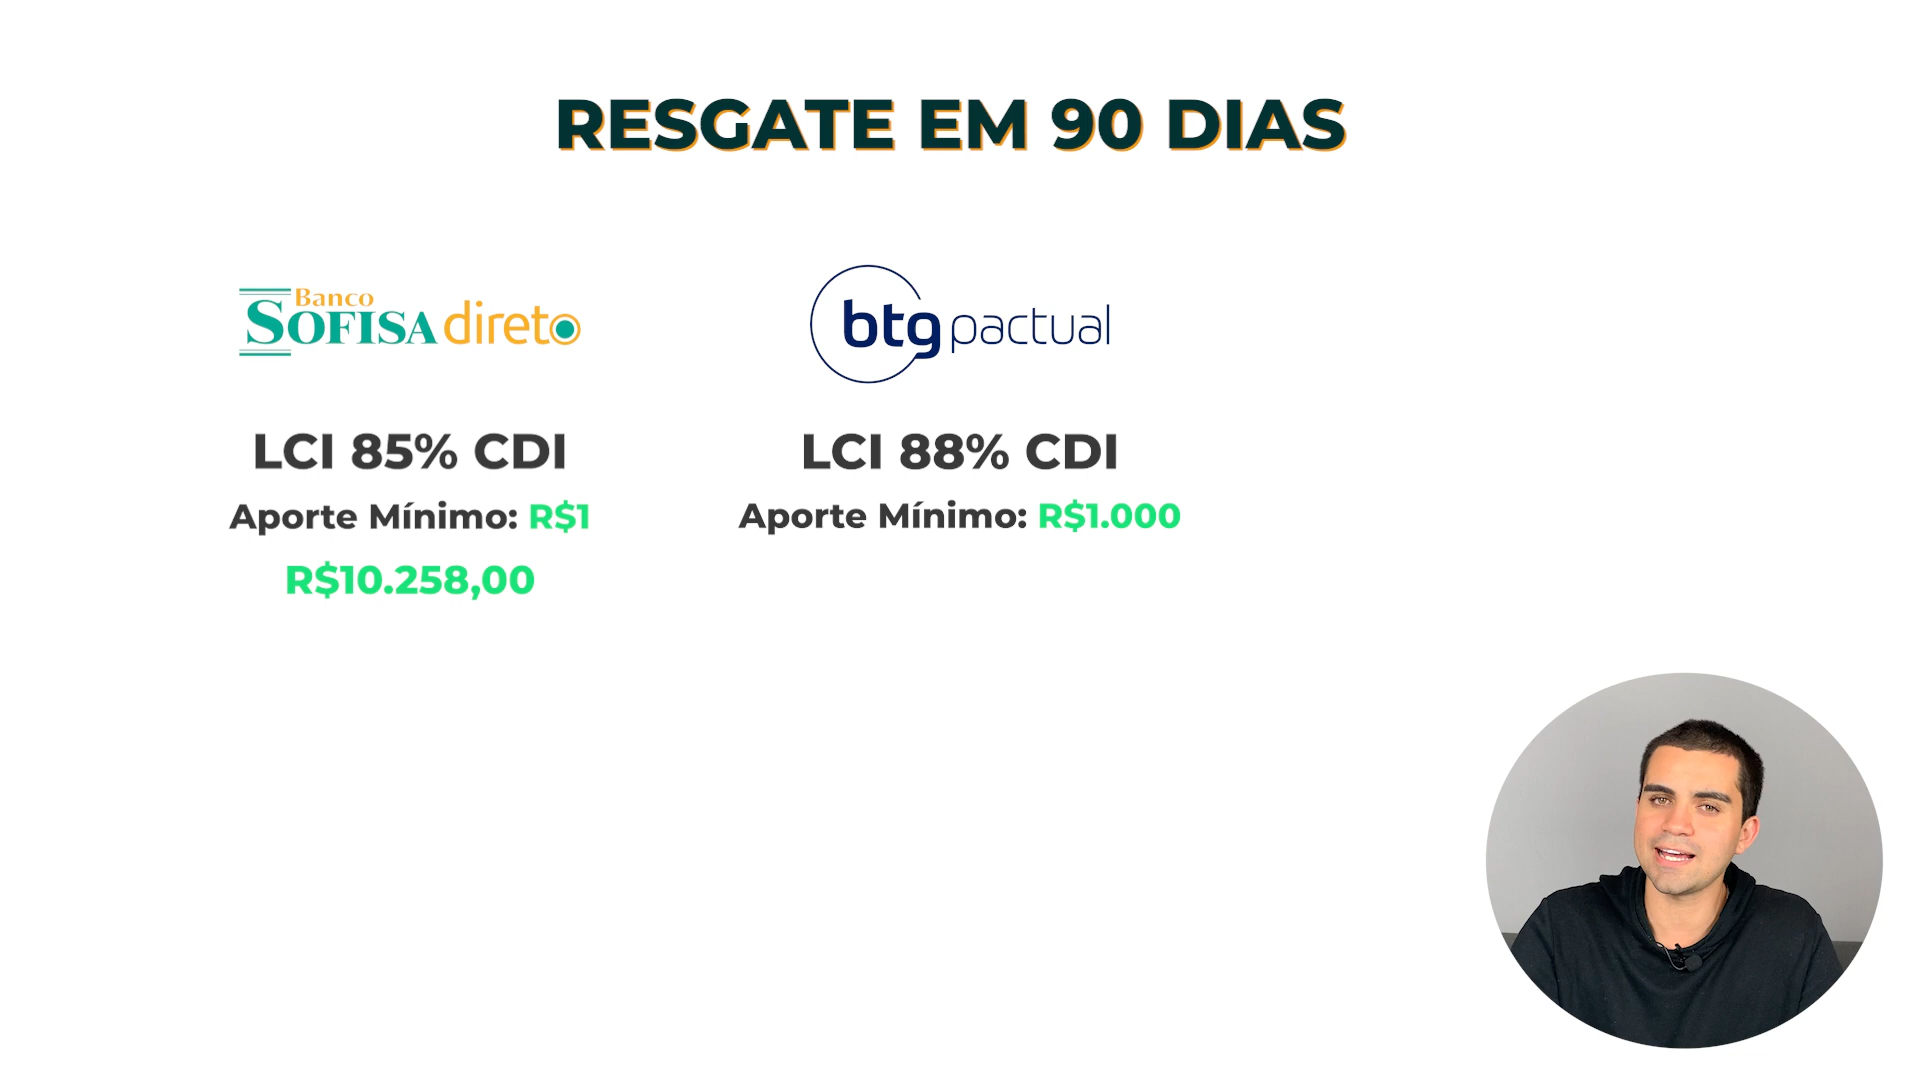 RESGATE EM 90 DIAS
Banco
SOFISA direto
LCI 85% CDI
Aporte Mínimo: R$1
R$10.258,00
btg pactual
LCI 88% CDI
Aporte Mínimo: R$1.000